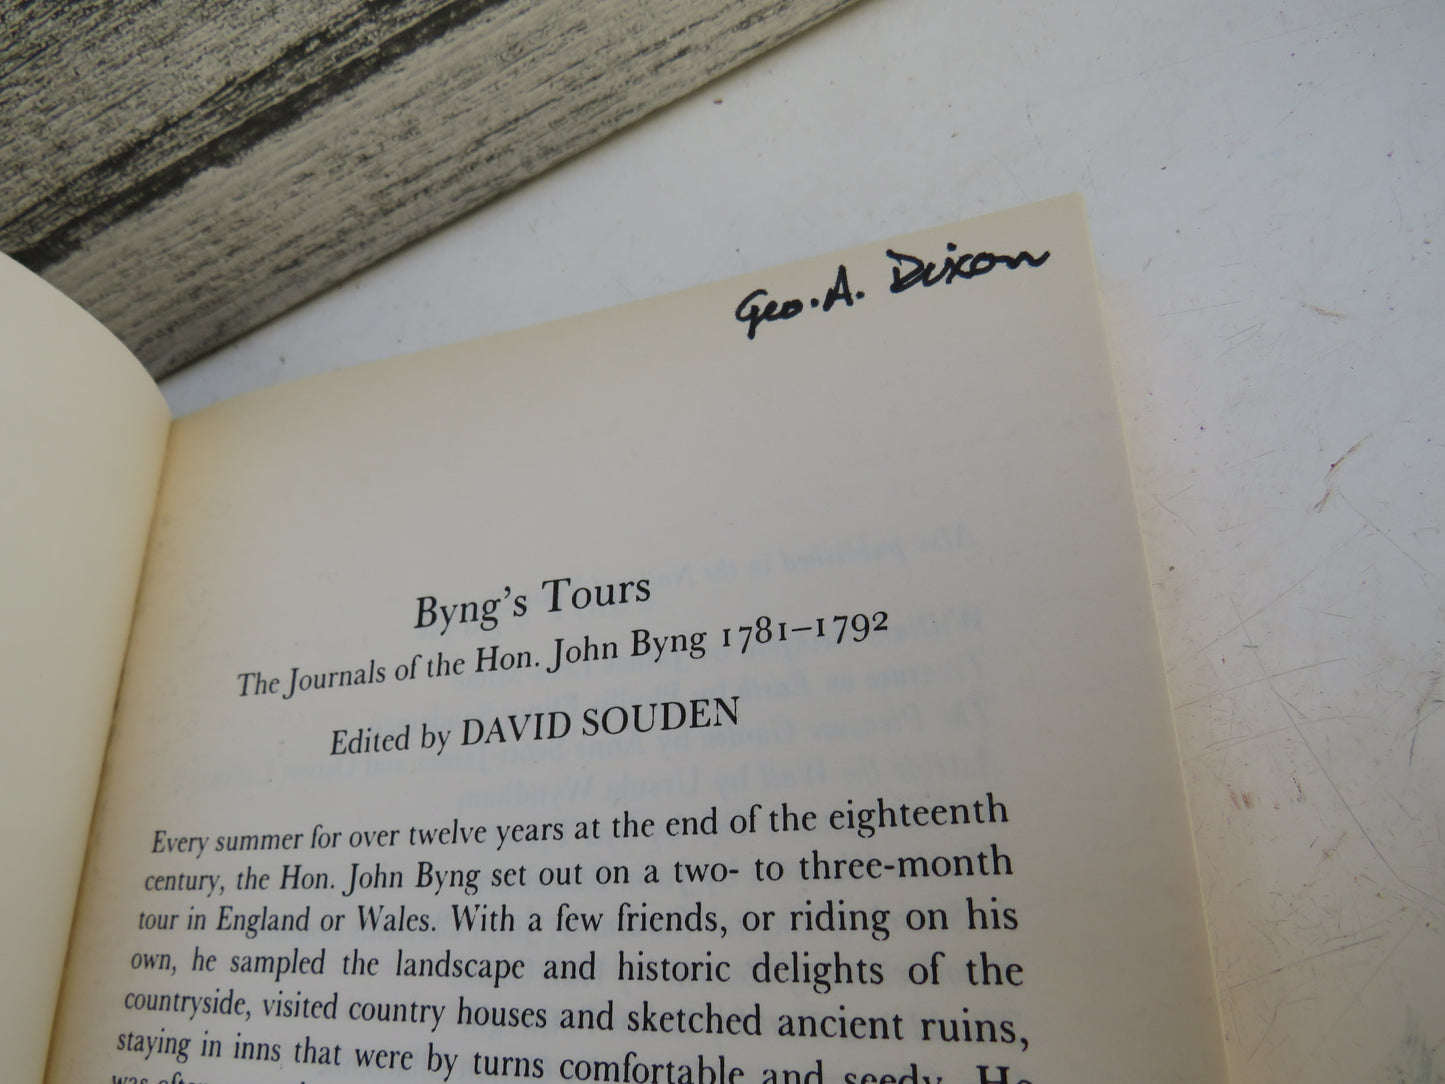 Geo. A. Dixon
Byng's Tours
The Journals of the Hon. John Byng 1781–1792
Edited by DAVID SOUDEN
Every summer for over twelve years at the end of the eighteenth
century, the Hon. John Byng set out on a two- to three-month
tour in England or Wales. With a few friends, or riding on his
own, he sampled the landscape and historic delights of the
countryside, visited country houses and sketched ancient ruins,
staying in inns that were by turns comfortable and seedy. He
was often